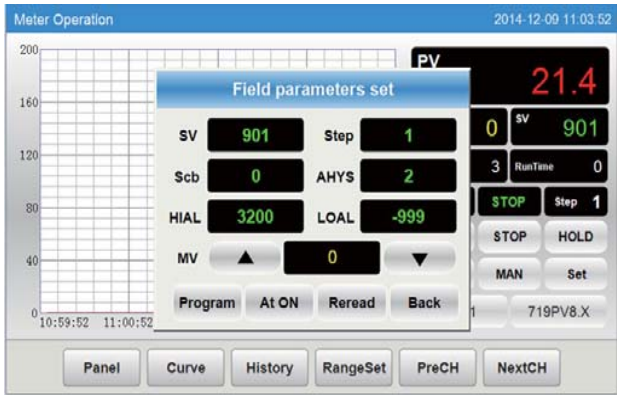 Meter Operation 2014-12-09 11:03:52
200
160
120
80
40
0
10:59:52 11:00:52
PV
21.4
0 SV 901
3 RunTime 0
STOP Step 1
STOP HOLD
MAN Set
719PV8.X
Field parameters set
SV 901 Step 1
Scb 0 AHYS 2
HIAL 3200 LOAL -999
MV ▲ 0 ▼
Program At ON Reread Back
Panel Curve History RangeSet PreCH NextCH